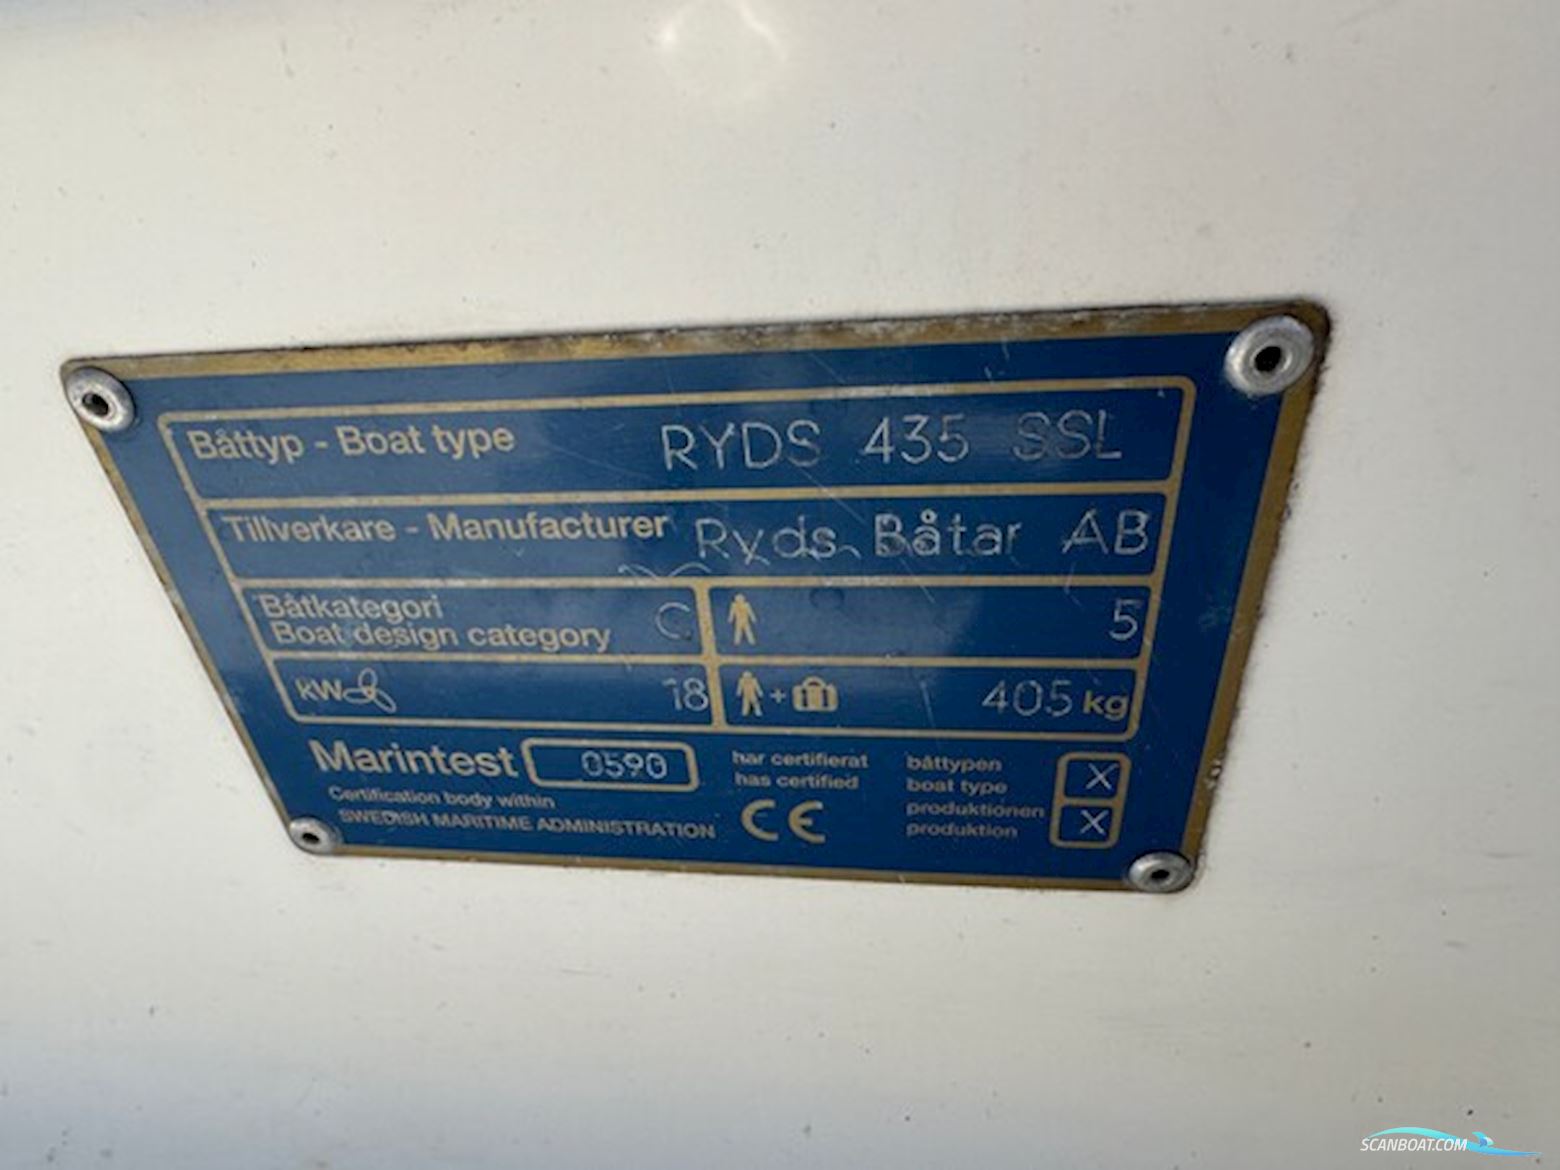 Båttyp - Boat type RYDS 435 SSL
Tillverkare - Manufacturer Ryds Båtar AB
Båtkategori
Boat design category C
5
kW 18
+ 405 kg
Marintest 0590
Certification body within
SWEDISH MARITIME ADMINISTRATION
har certifierat
has certified
CE
båttypen
boat type X
produktionen
produktion X
SCANBOAT.COM